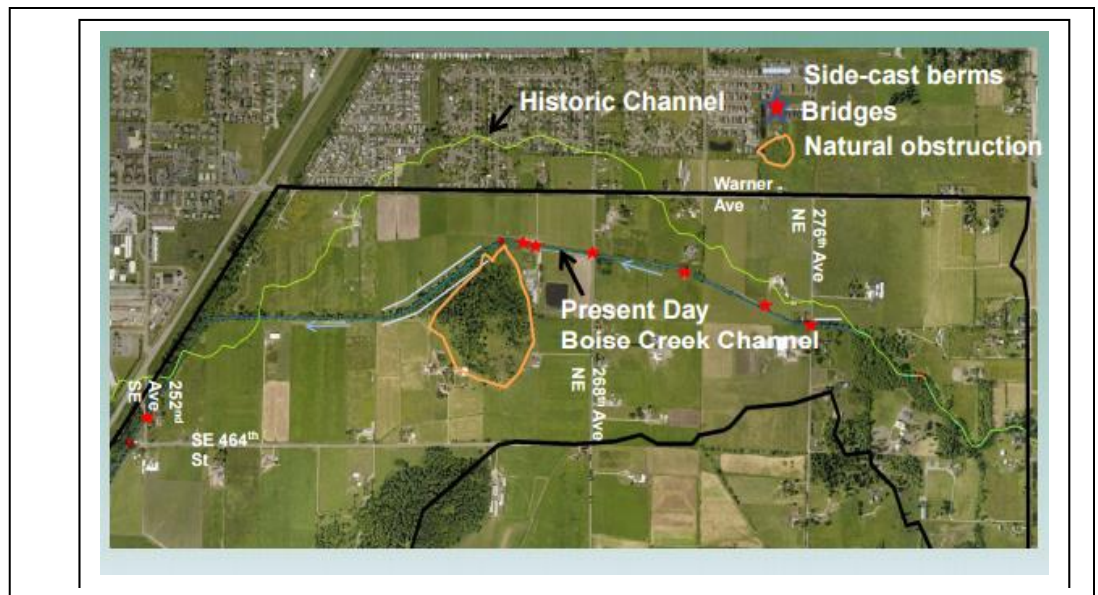 Side-cast berms
Historic Channel
Bridges
Natural obstruction
Warner
Ave
276th Ave
NE
Present Day
Boise Creek Channel
268th Ave
NE
252nd
Ave
SE
SE 464th
St